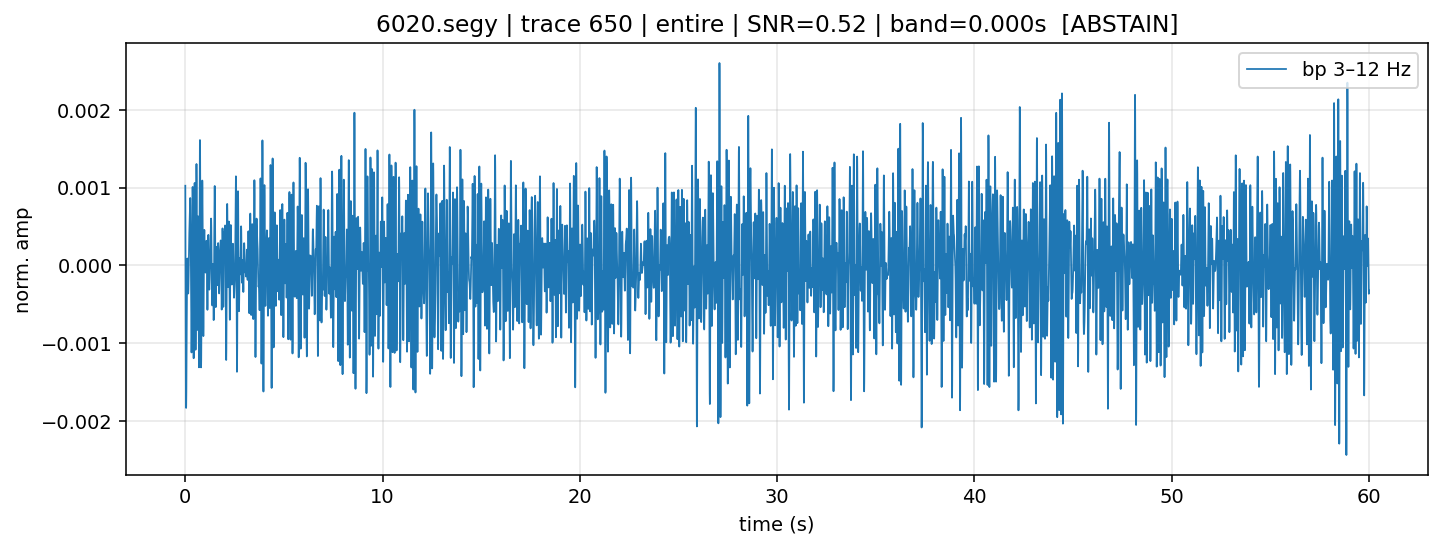 6020.segy | trace 650 | entire | SNR=0.52 | band=0.000s  [ABSTAIN]
bp 3–12 Hz
0.002
0.001
0.000
−0.001
−0.002
norm. amp
0 10 20 30 40 50 60
time (s)